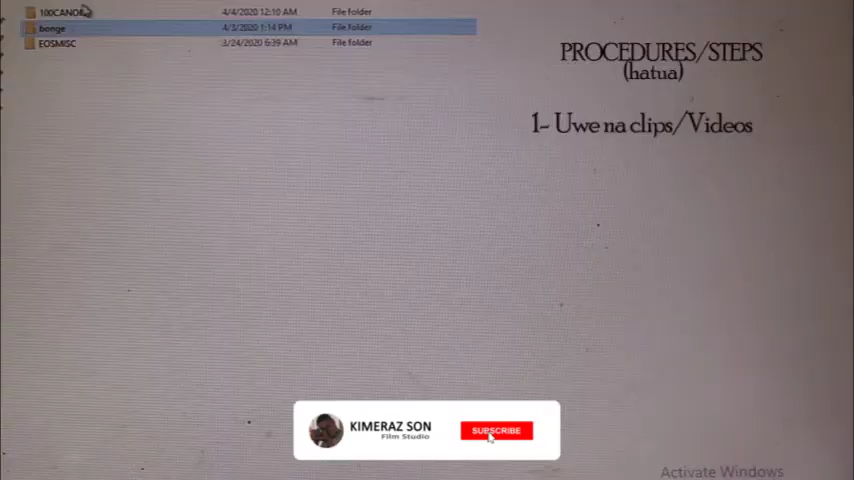 100CANON 4/4/2020 12:10 AM File folder
bonge 4/3/2020 1:14 PM File folder
EOSMISC 3/24/2020 6:39 AM File folder
PROCEDURES/STEPS
(hatua)
1- Uwe na clips/Videos
KIMERAZ SON
Film Studio
SUBSCRIBE
Activate Windows